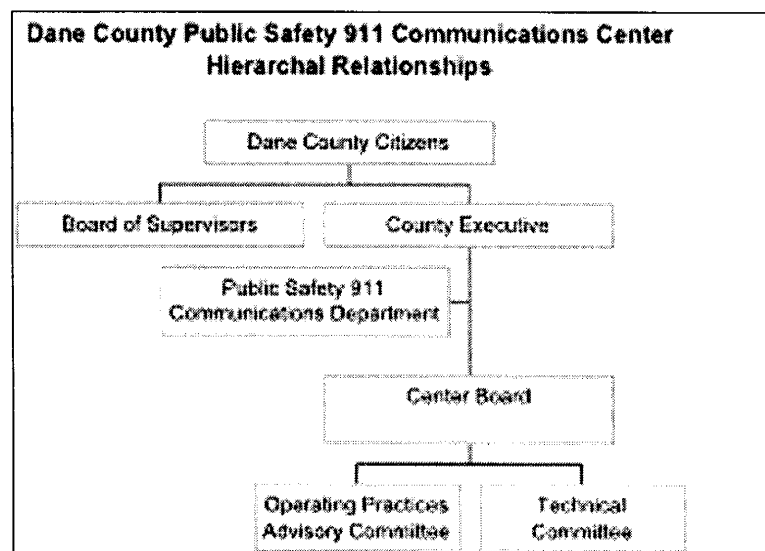 Dane County Public Safety 911 Communications Center
Hierarchal Relationships
Dane County Citizens
Board of Supervisors
County Executive
Public Safety 911
Communications Department
Center Board
Operating Practices
Advisory Committee
Technical
Committee